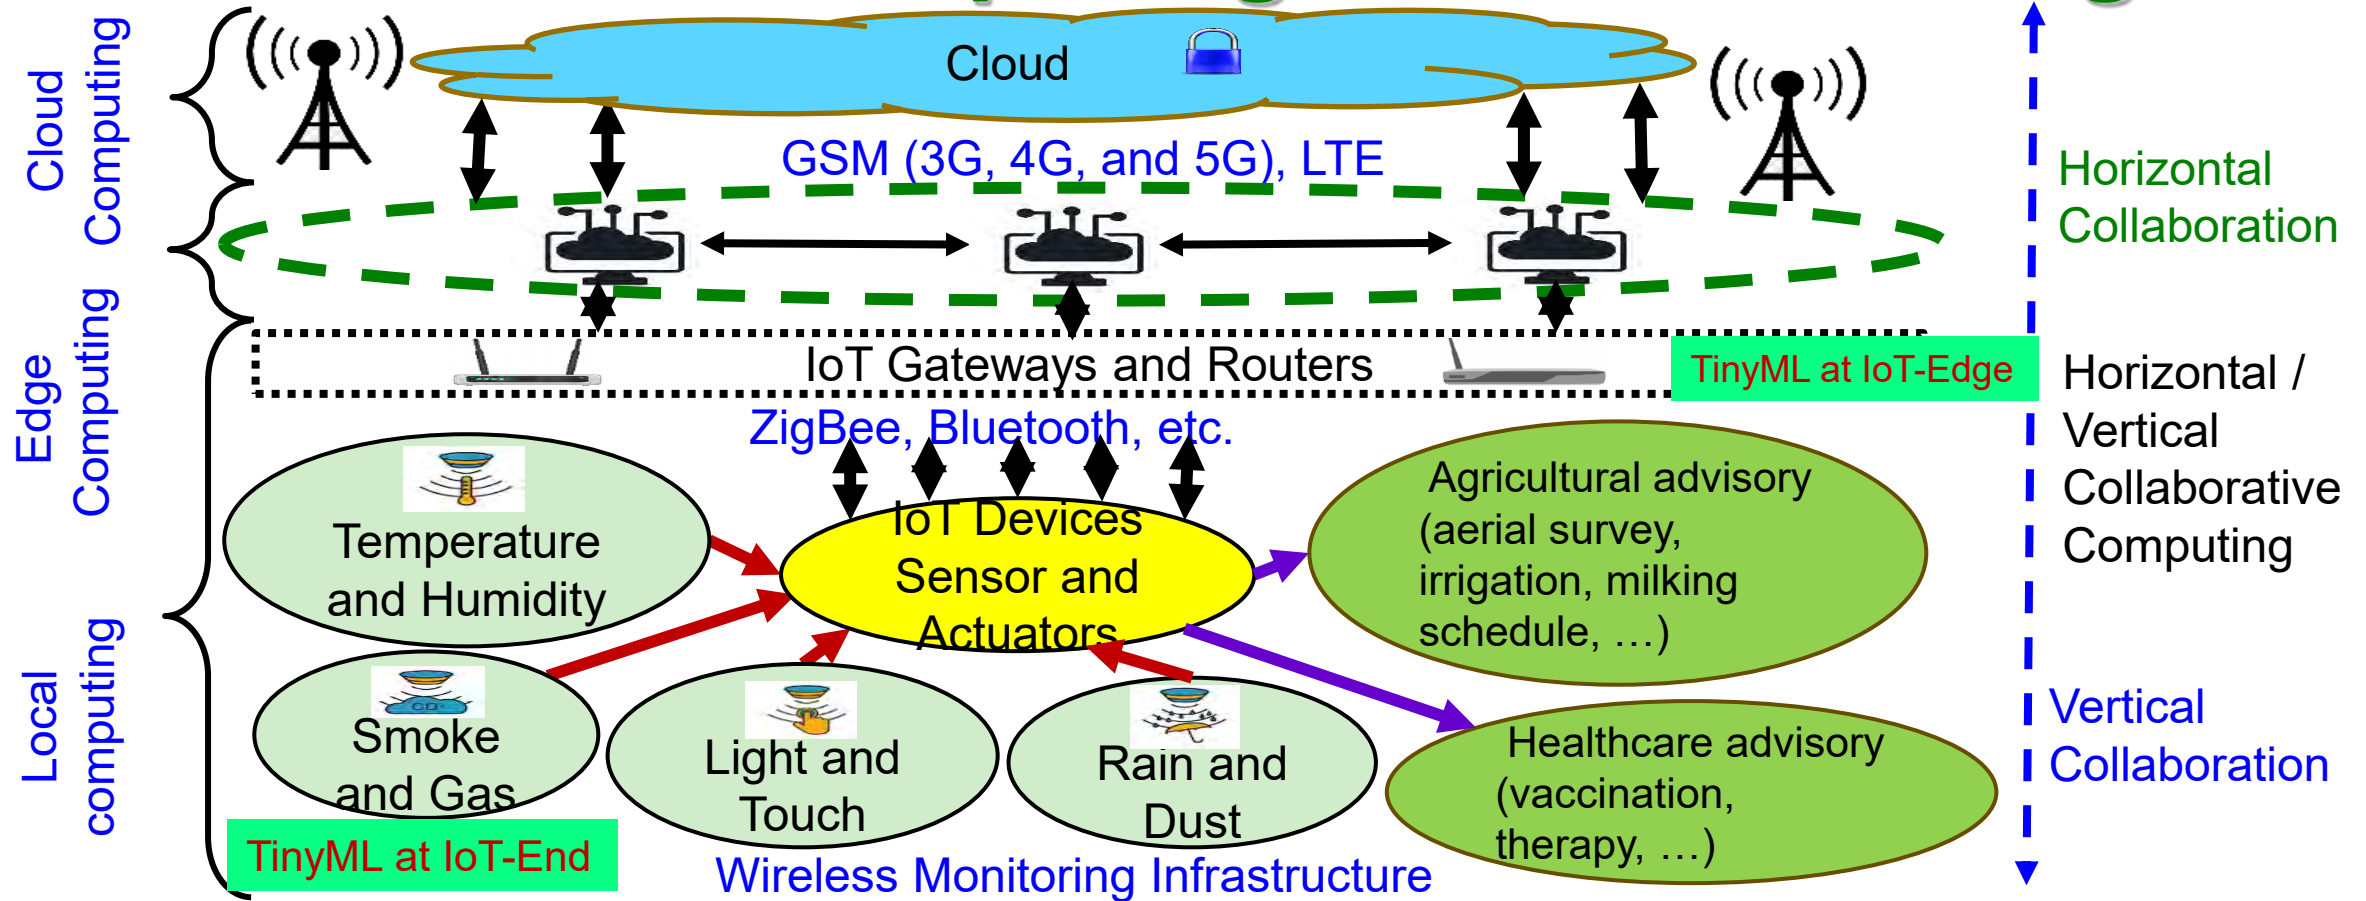 Cloud
Computing
Cloud
GSM (3G, 4G, and 5G), LTE
Horizontal
Collaboration
Edge
Computing
IoT Gateways and Routers
TinyML at IoT-Edge
Horizontal /
Vertical
Collaborative
Computing
ZigBee, Bluetooth, etc.
Temperature
and Humidity
IoT Devices
Sensor and
Actuators
Agricultural advisory
(aerial survey,
irrigation, milking
schedule, …)
Local
computing
Smoke
and Gas
Light and
Touch
Rain and
Dust
Healthcare advisory
(vaccination,
therapy, …)
Vertical
Collaboration
TinyML at IoT-End
Wireless Monitoring Infrastructure